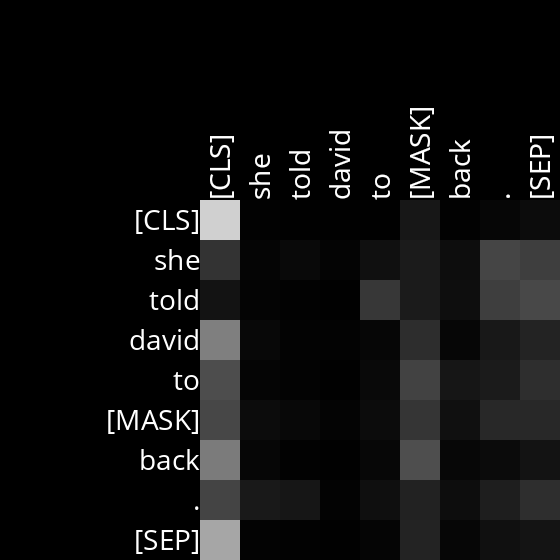 [CLS] she told david to [MASK] back . [SEP]
[CLS]
she
told
david
to
[MASK]
back
.
[SEP]